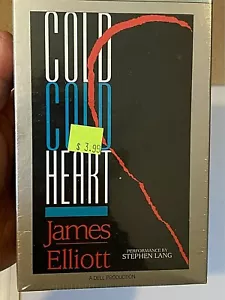 COLD
COLD
$3.99
HEART
James
Elliott
PERFORMANCE BY
STEPHEN LANG
A DELL PRODUCTION